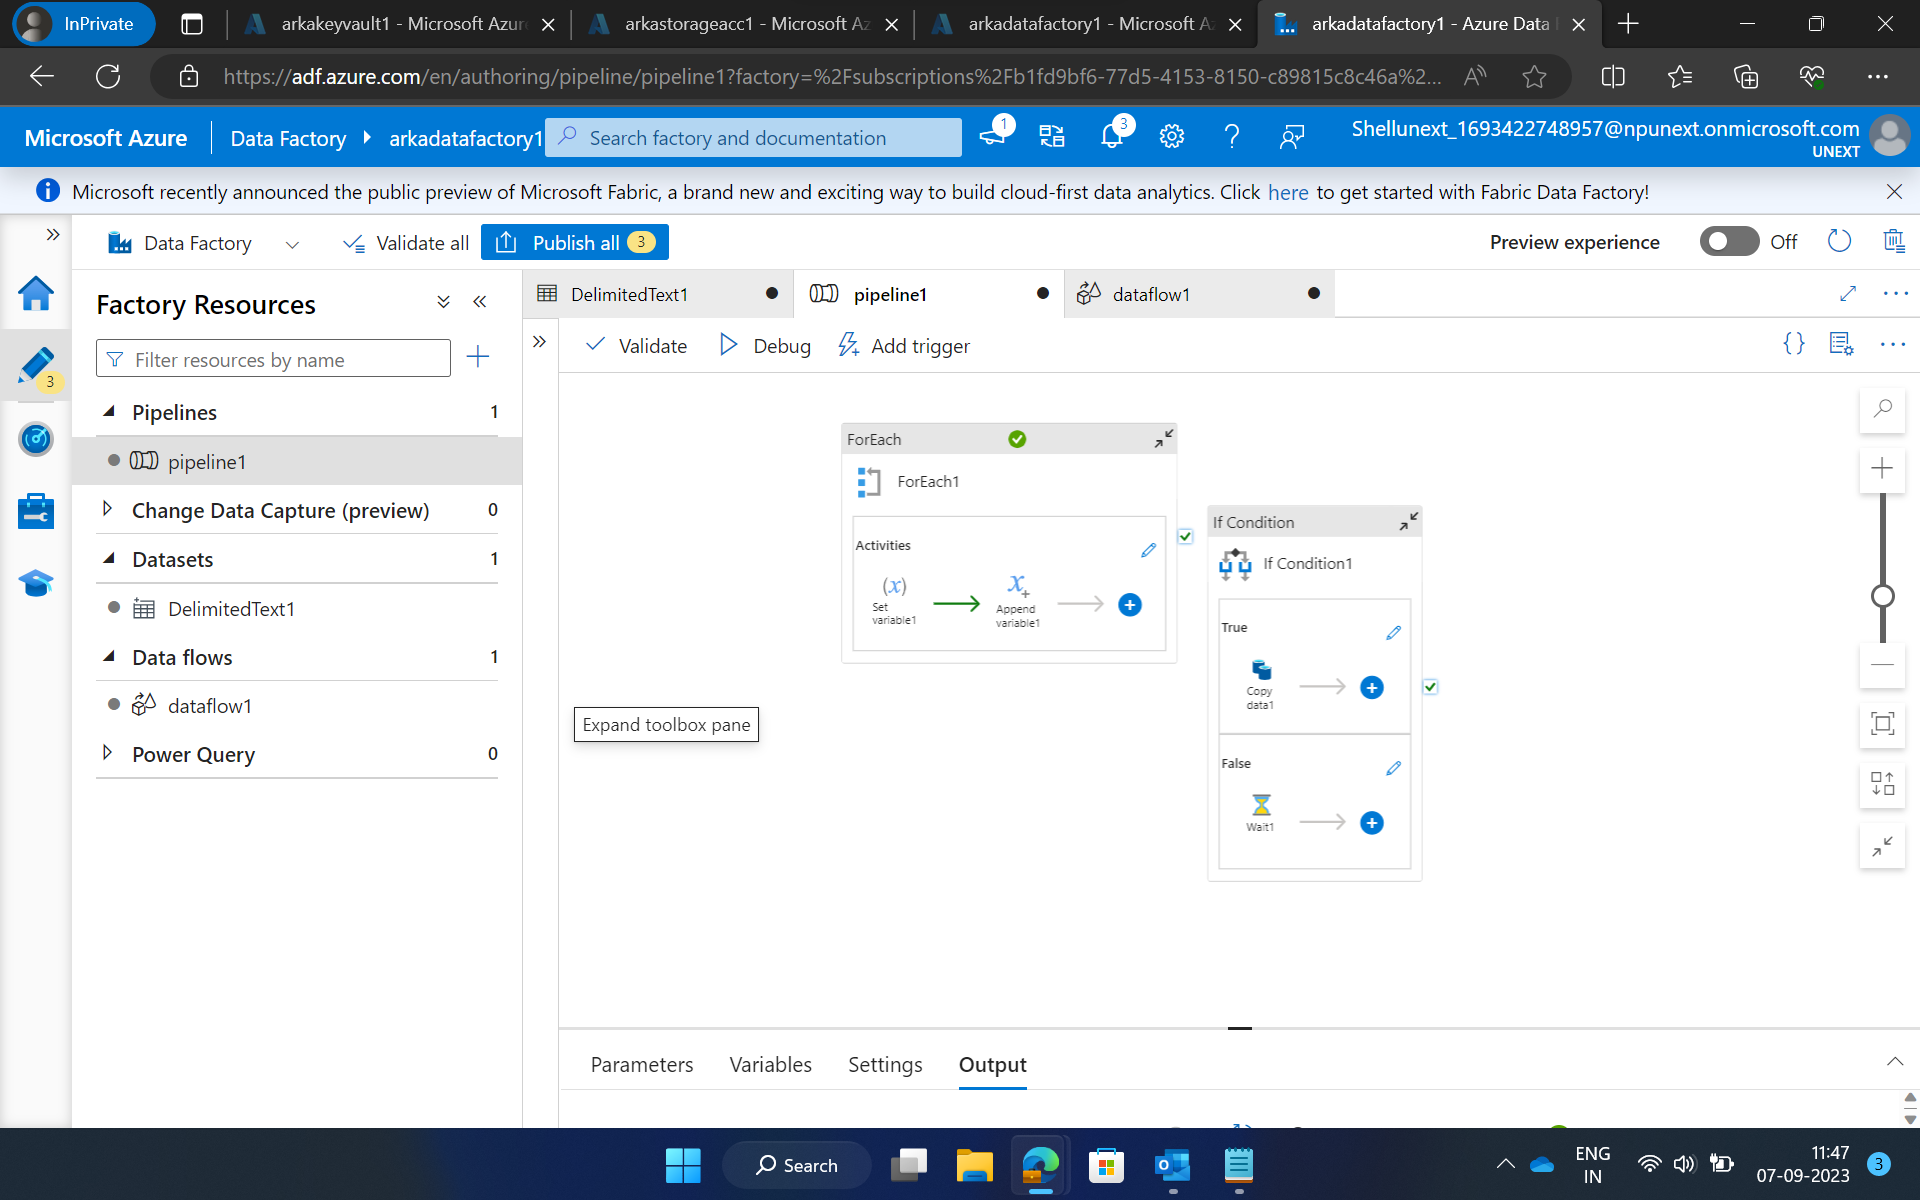 InPrivate
arkakeyvault1 - Microsoft Azur
arkastorageacc1 - Microsoft Az
arkadatafactory1 - Microsoft Az
arkadatafactory1 - Azure Data
https://adf.azure.com/en/authoring/pipeline/pipeline1?factory=%2Fsubscriptions%2Fb1fd9bf6-77d5-4153-8150-c89815c8c46a%2...
Microsoft Azure
Data Factory
arkadatafactory1
Search factory and documentation
1
3
Shellunext_1693422748957@npunext.onmicrosoft.com
UNEXT
Microsoft recently announced the public preview of Microsoft Fabric, a brand new and exciting way to build cloud-first data analytics. Click here to get started with Fabric Data Factory!
Data Factory
Validate all
Publish all 3
Preview experience
Off
Factory Resources
DelimitedText1
pipeline1
dataflow1
Filter resources by name
Validate
Debug
Add trigger
3
Pipelines 1
pipeline1
Change Data Capture (preview) 0
Datasets 1
DelimitedText1
Data flows 1
dataflow1
Power Query 0
ForEach
ForEach1
Activities
(x)
Set
variable1
X+
Append
variable1
If Condition
If Condition1
True
Copy
data1
False
Wait1
Expand toolbox pane
Parameters
Variables
Settings
Output
Search
ENG
IN
11:47
07-09-2023
3